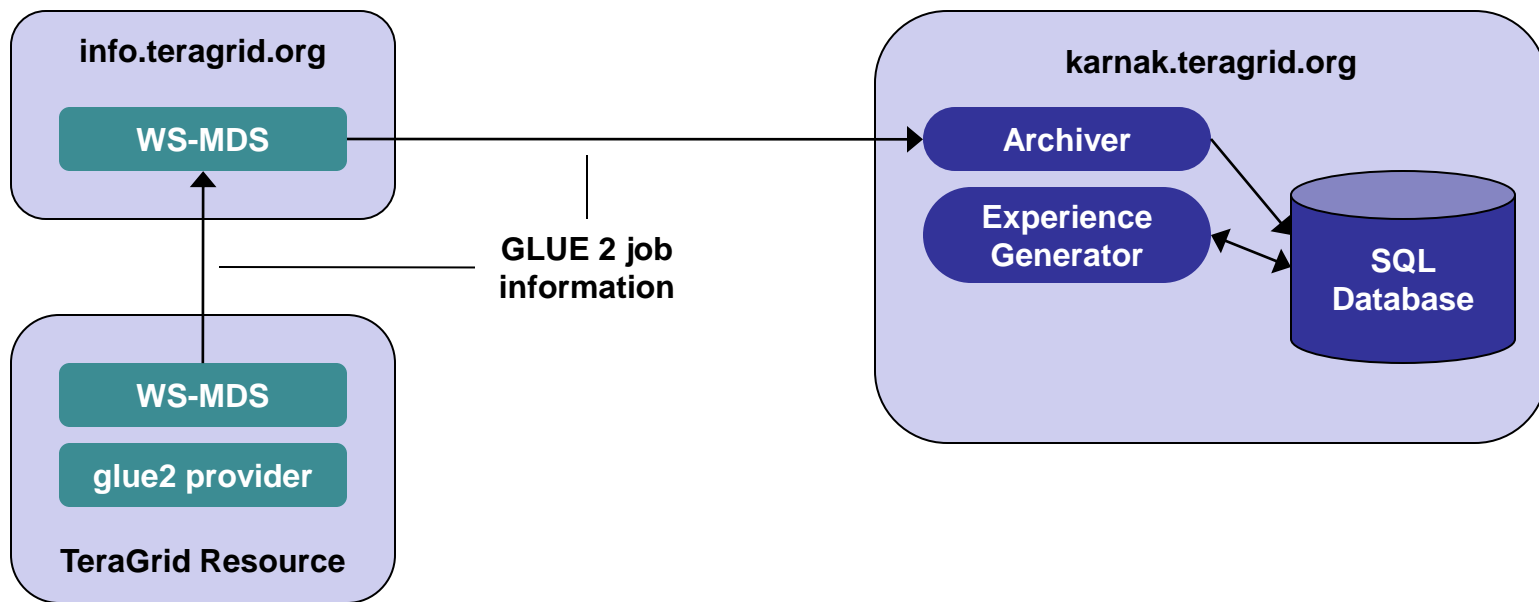 info.teragrid.org
WS-MDS
karnak.teragrid.org
Archiver
Experience
Generator
SQL
Database
GLUE 2 job
information
WS-MDS
glue2 provider
TeraGrid Resource